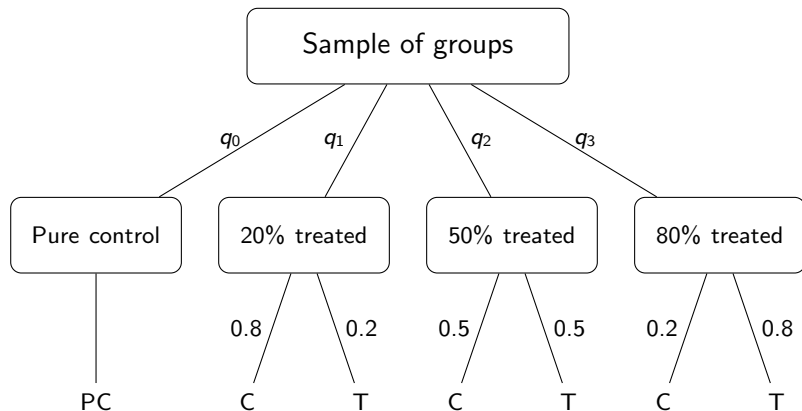 Sample of groups
q0 q1 q2 q3
Pure control 20% treated 50% treated 80% treated
0.8 0.2 0.5 0.5 0.2 0.8
PC C T C T C T